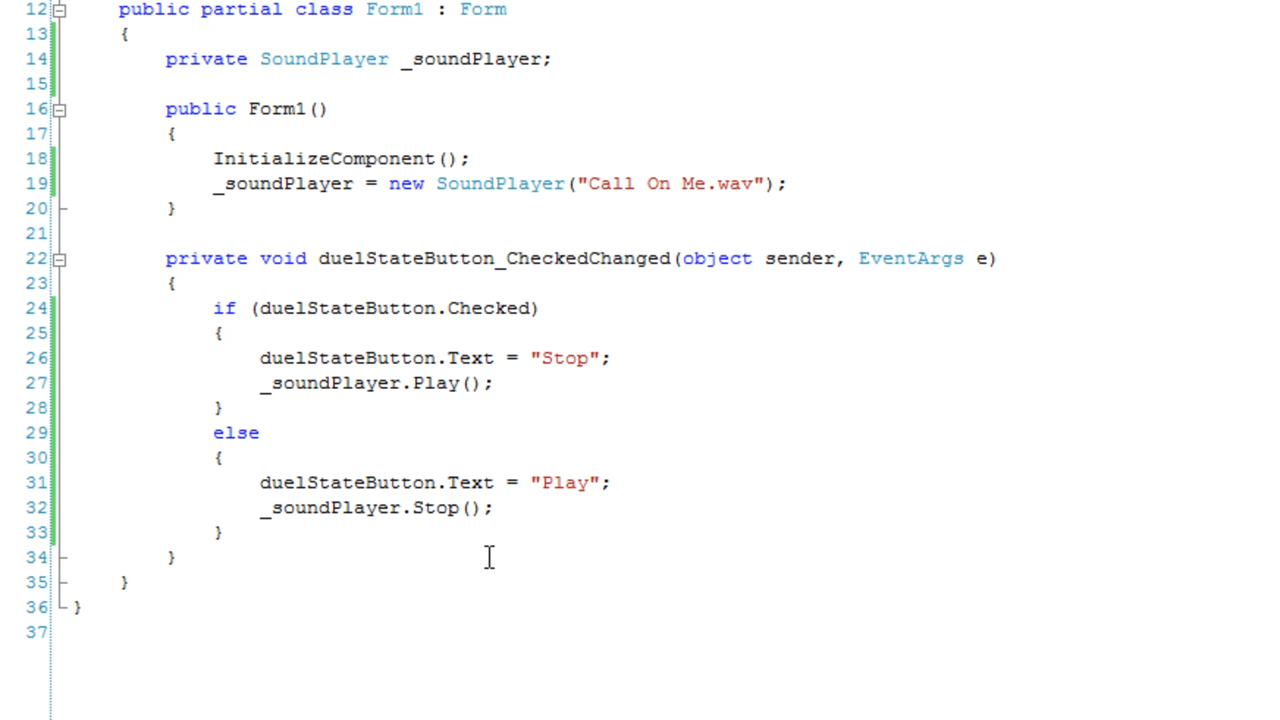 12 public partial class Form1 : Form
13 {
14 private SoundPlayer _soundPlayer;
15
16 public Form1()
17 {
18 InitializeComponent();
19 _soundPlayer = new SoundPlayer("Call On Me.wav");
20 }
21
22 private void duelStateButton_CheckedChanged(object sender, EventArgs e)
23 {
24 if (duelStateButton.Checked)
25 {
26 duelStateButton.Text = "Stop";
27 _soundPlayer.Play();
28 }
29 else
30 {
31 duelStateButton.Text = "Play";
32 _soundPlayer.Stop();
33 }
34 }
35 }
36 }
37